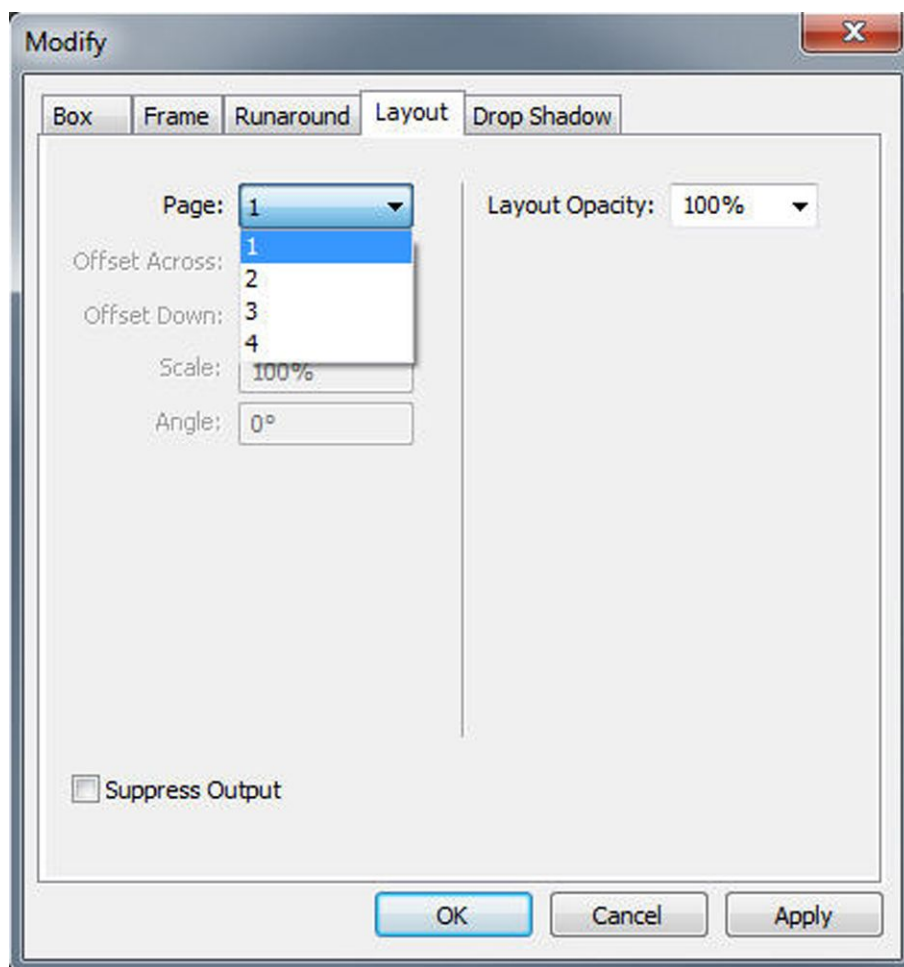 Modify
Box Frame Runaround Layout Drop Shadow
Page: 1
1
2
3
4
Offset Across:
Offset Down:
Scale: 100%
Angle: 0°
Layout Opacity: 100%
Suppress Output
OK Cancel Apply